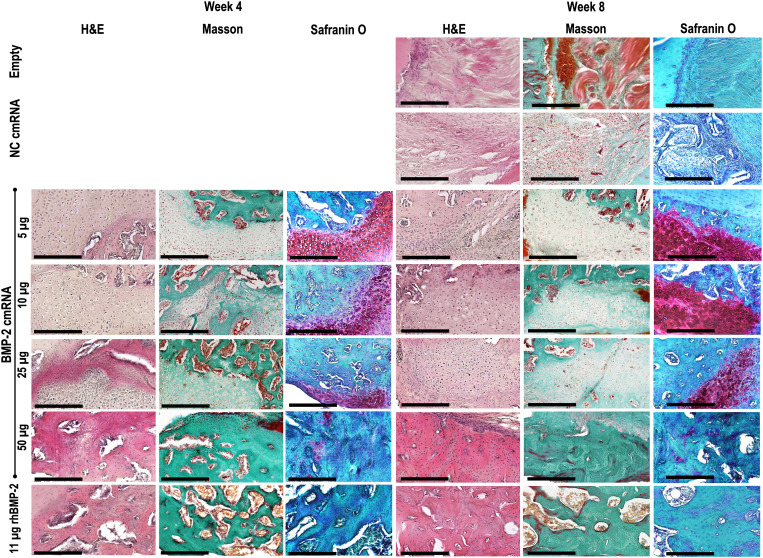 Week 4
Week 8
H&E
Masson
Safranin O
H&E
Masson
Safranin O
Empty
NC cmRNA
BMP-2 cmRNA
5 µg
10 µg
25 µg
50 µg
11 µg rhBMP-2